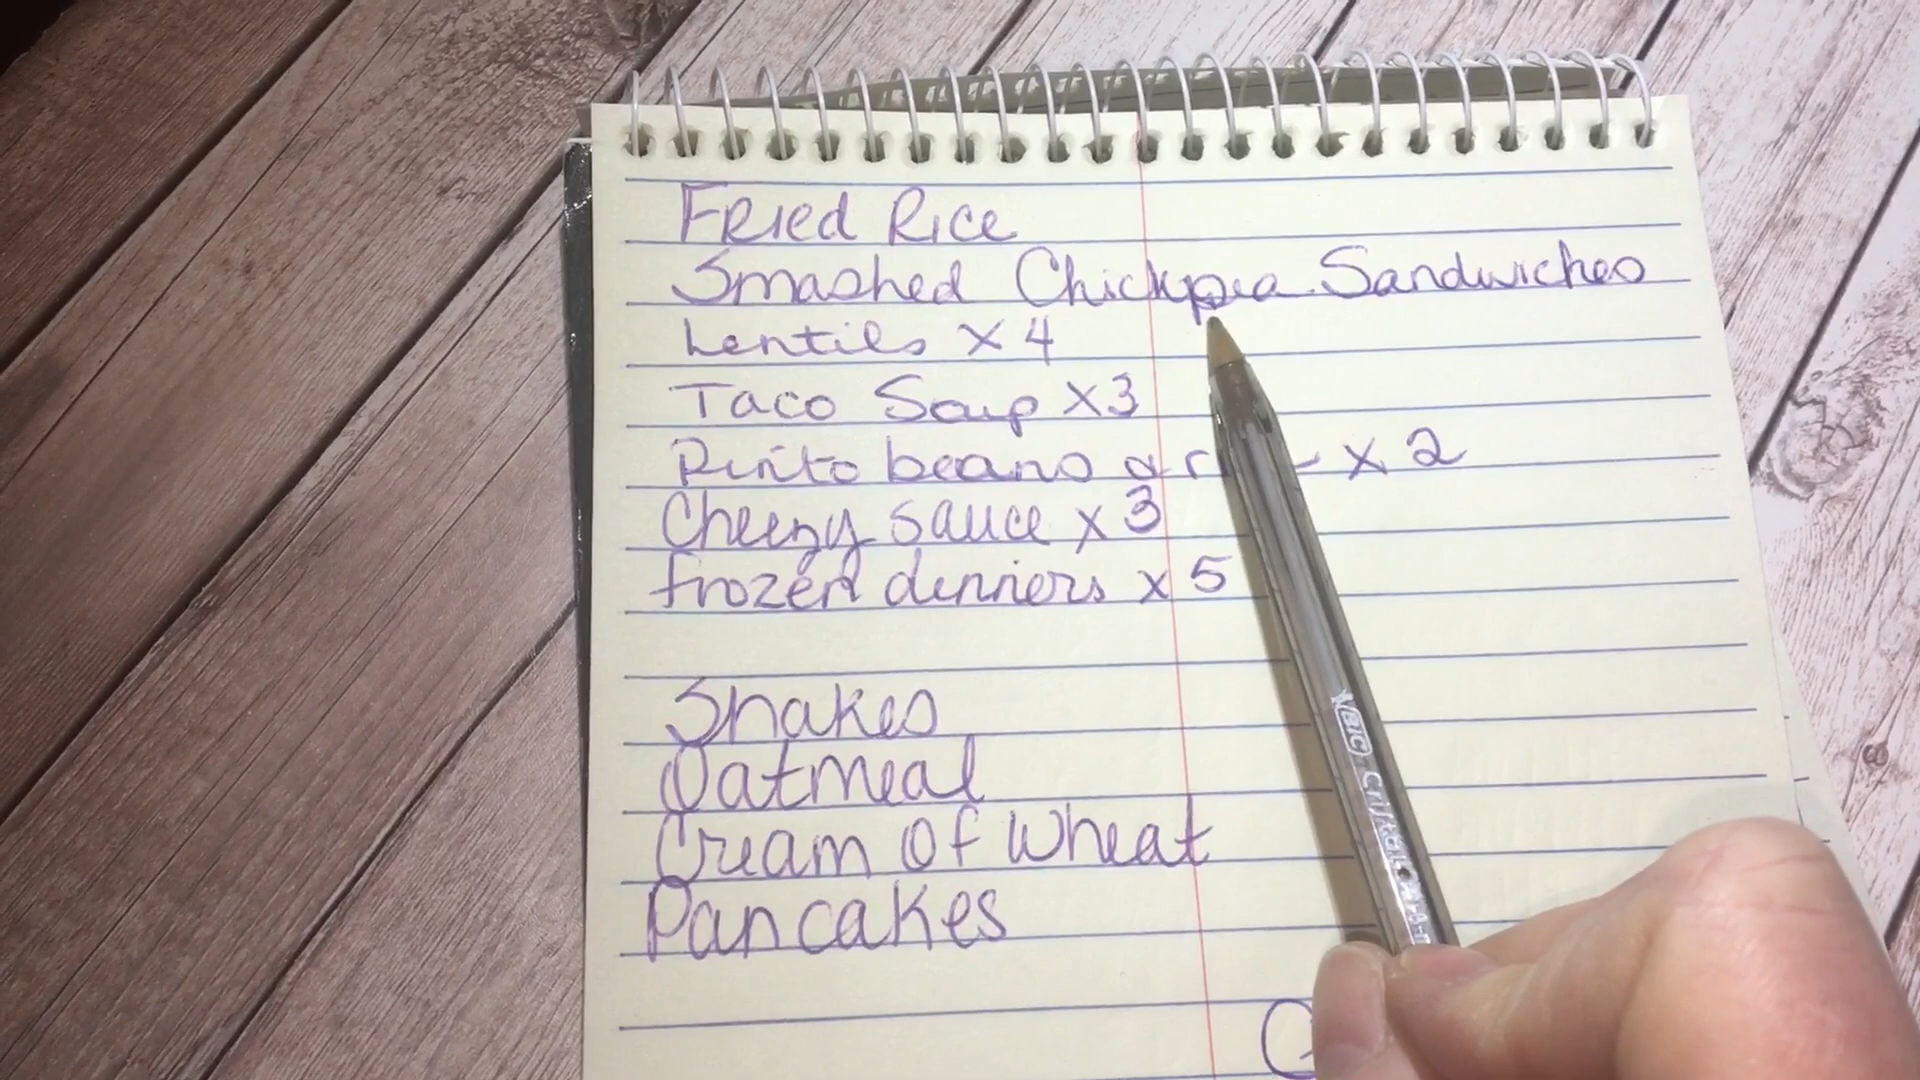 Fried Rice
Smashed Chickpea Sandwiches
Lentils x 4
Taco Soup x3
Pinto beans & x 2
Cheezy sauce x 3
frozen dinners x 5
Shakes
Oatmeal
Cream of Wheat
Pancakes
BIC Cristal